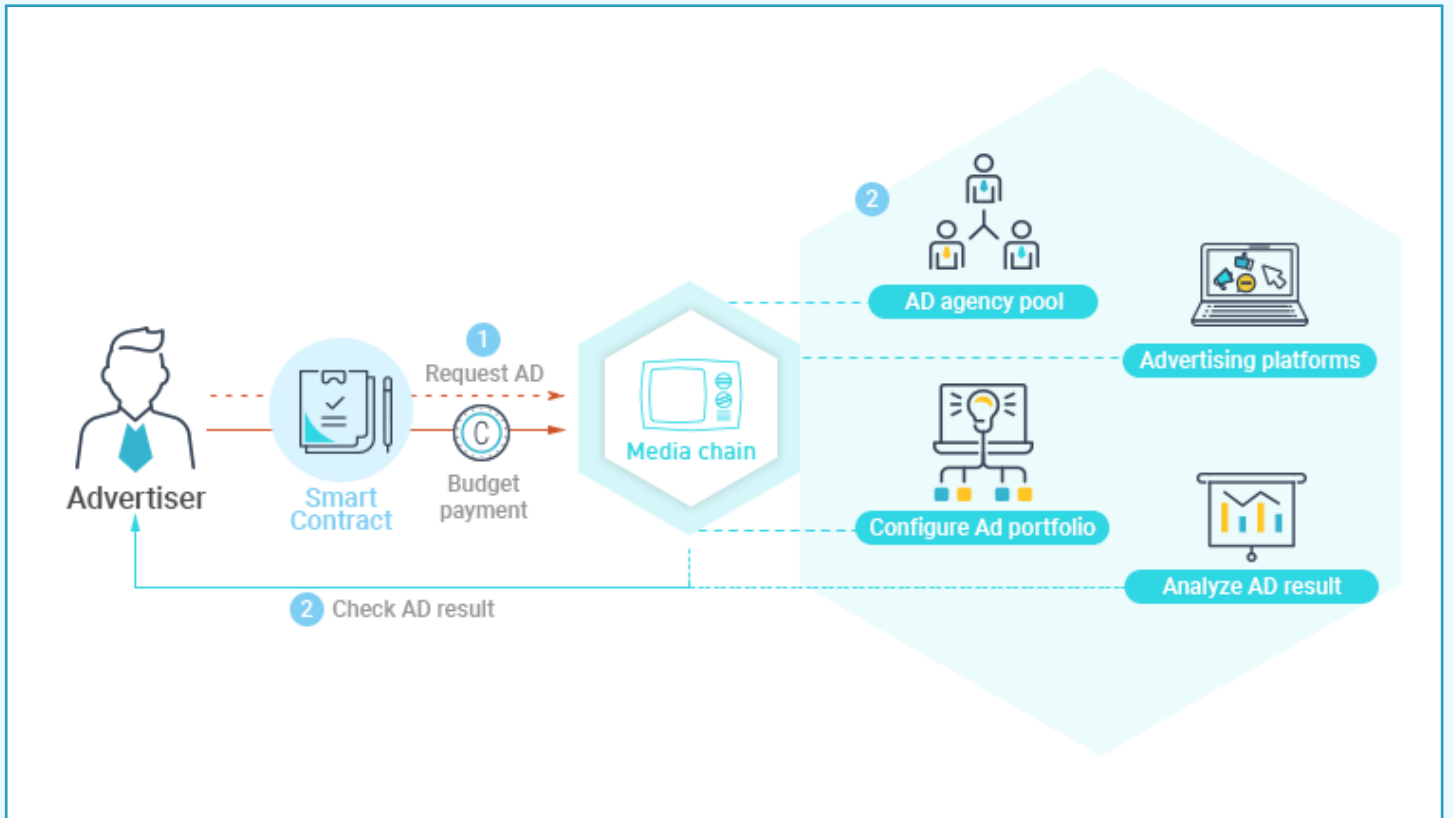 2
AD agency pool
Advertising platforms
1
Request AD
C
Media chain
Budget
payment
Advertiser
Smart
Contract
Configure Ad portfolio
Analyze AD result
2 Check AD result